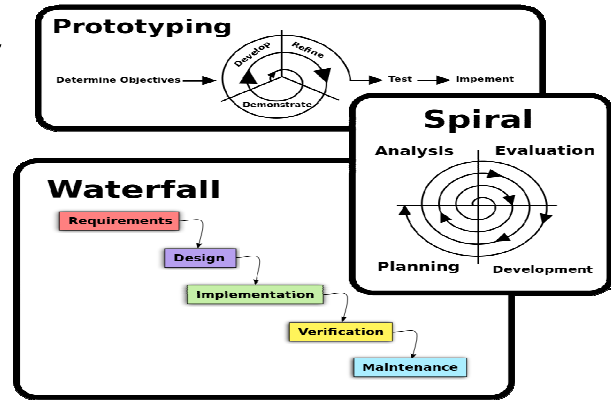 Prototyping
Develop
Refine
Determine Objectives
Test
Impement
Demonstrate
Spiral
Analysis
Evaluation
Planning
Development
Waterfall
Requirements
Design
Implementation
Verification
Maintenance